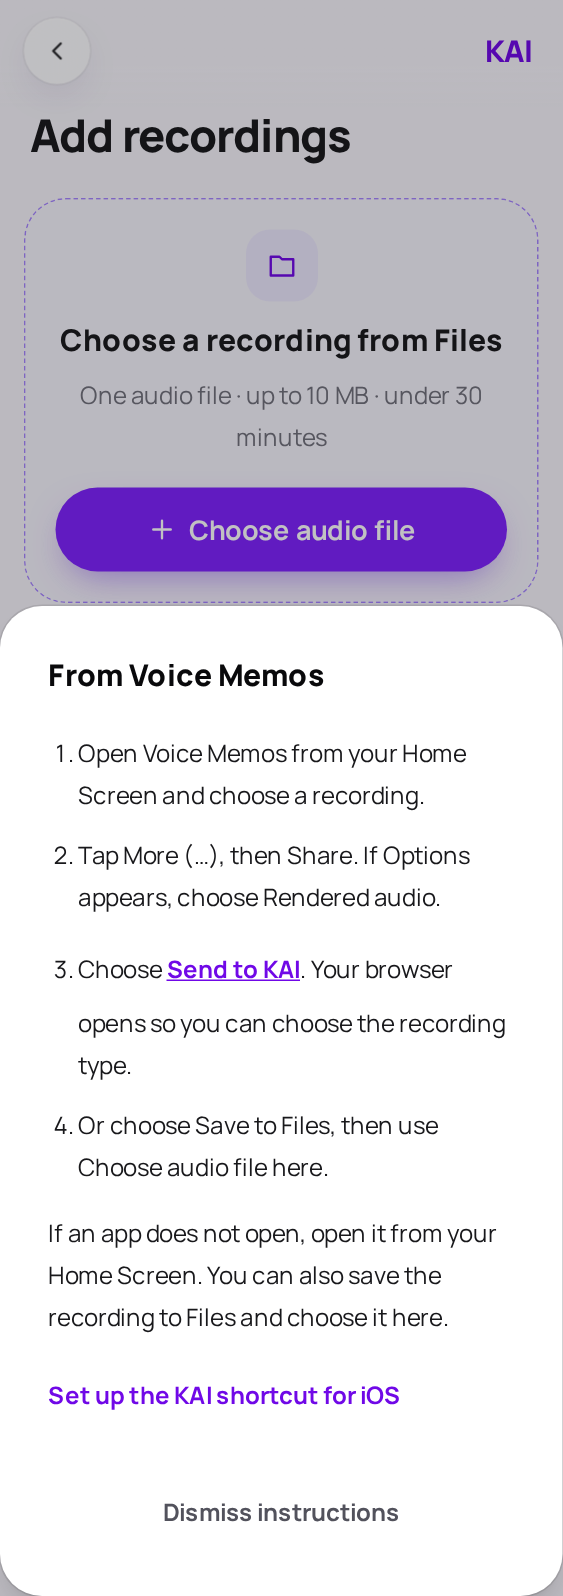 KAI
Add recordings
Choose a recording from Files
One audio file · up to 10 MB · under 30
minutes
+ Choose audio file
From Voice Memos
1. Open Voice Memos from your Home
Screen and choose a recording.
2. Tap More (…), then Share. If Options
appears, choose Rendered audio.
3. Choose Send to KAI. Your browser
opens so you can choose the recording
type.
4. Or choose Save to Files, then use
Choose audio file here.
If an app does not open, open it from your
Home Screen. You can also save the
recording to Files and choose it here.
Set up the KAI shortcut for iOS
Dismiss instructions